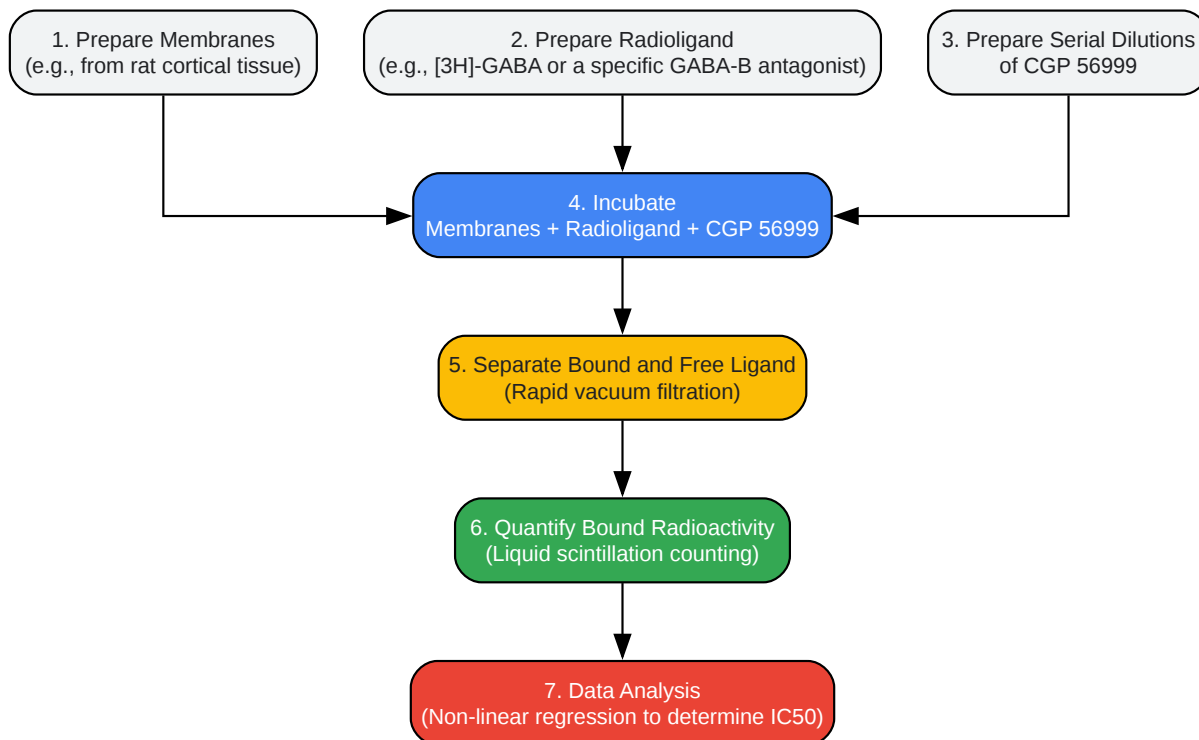 1. Prepare Membranes
(e.g., from rat cortical tissue)
2. Prepare Radioligand
(e.g., [3H]-GABA or a specific GABA-B antagonist)
3. Prepare Serial Dilutions
of CGP 56999
4. Incubate
Membranes + Radioligand + CGP 56999
5. Separate Bound and Free Ligand
(Rapid vacuum filtration)
6. Quantify Bound Radioactivity
(Liquid scintillation counting)
7. Data Analysis
(Non-linear regression to determine IC50)